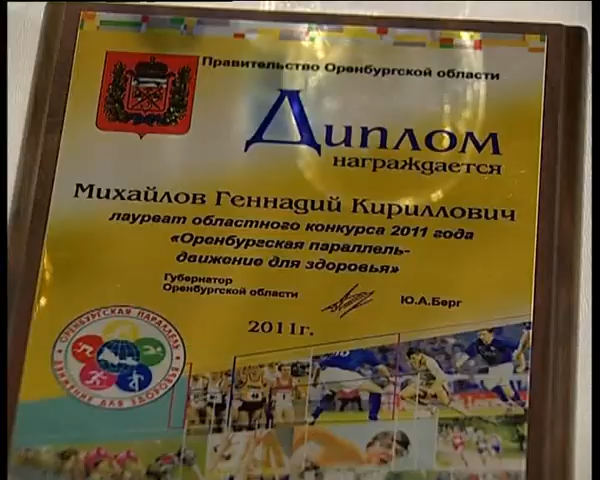 Правительство Оренбургской области
Диплом
награждается
Михайлов Геннадий Кириллович
лауреат областного конкурса 2011 года
«Оренбургская параллель-
движение для здоровья»
Губернатор
Оренбургской области
Ю.А.Берг
2011г.
ОРЕНБУРГСКАЯ ПАРАЛЛЕЛЬ
ДВИЖЕНИЕ ДЛЯ ЗДОРОВЬЯ